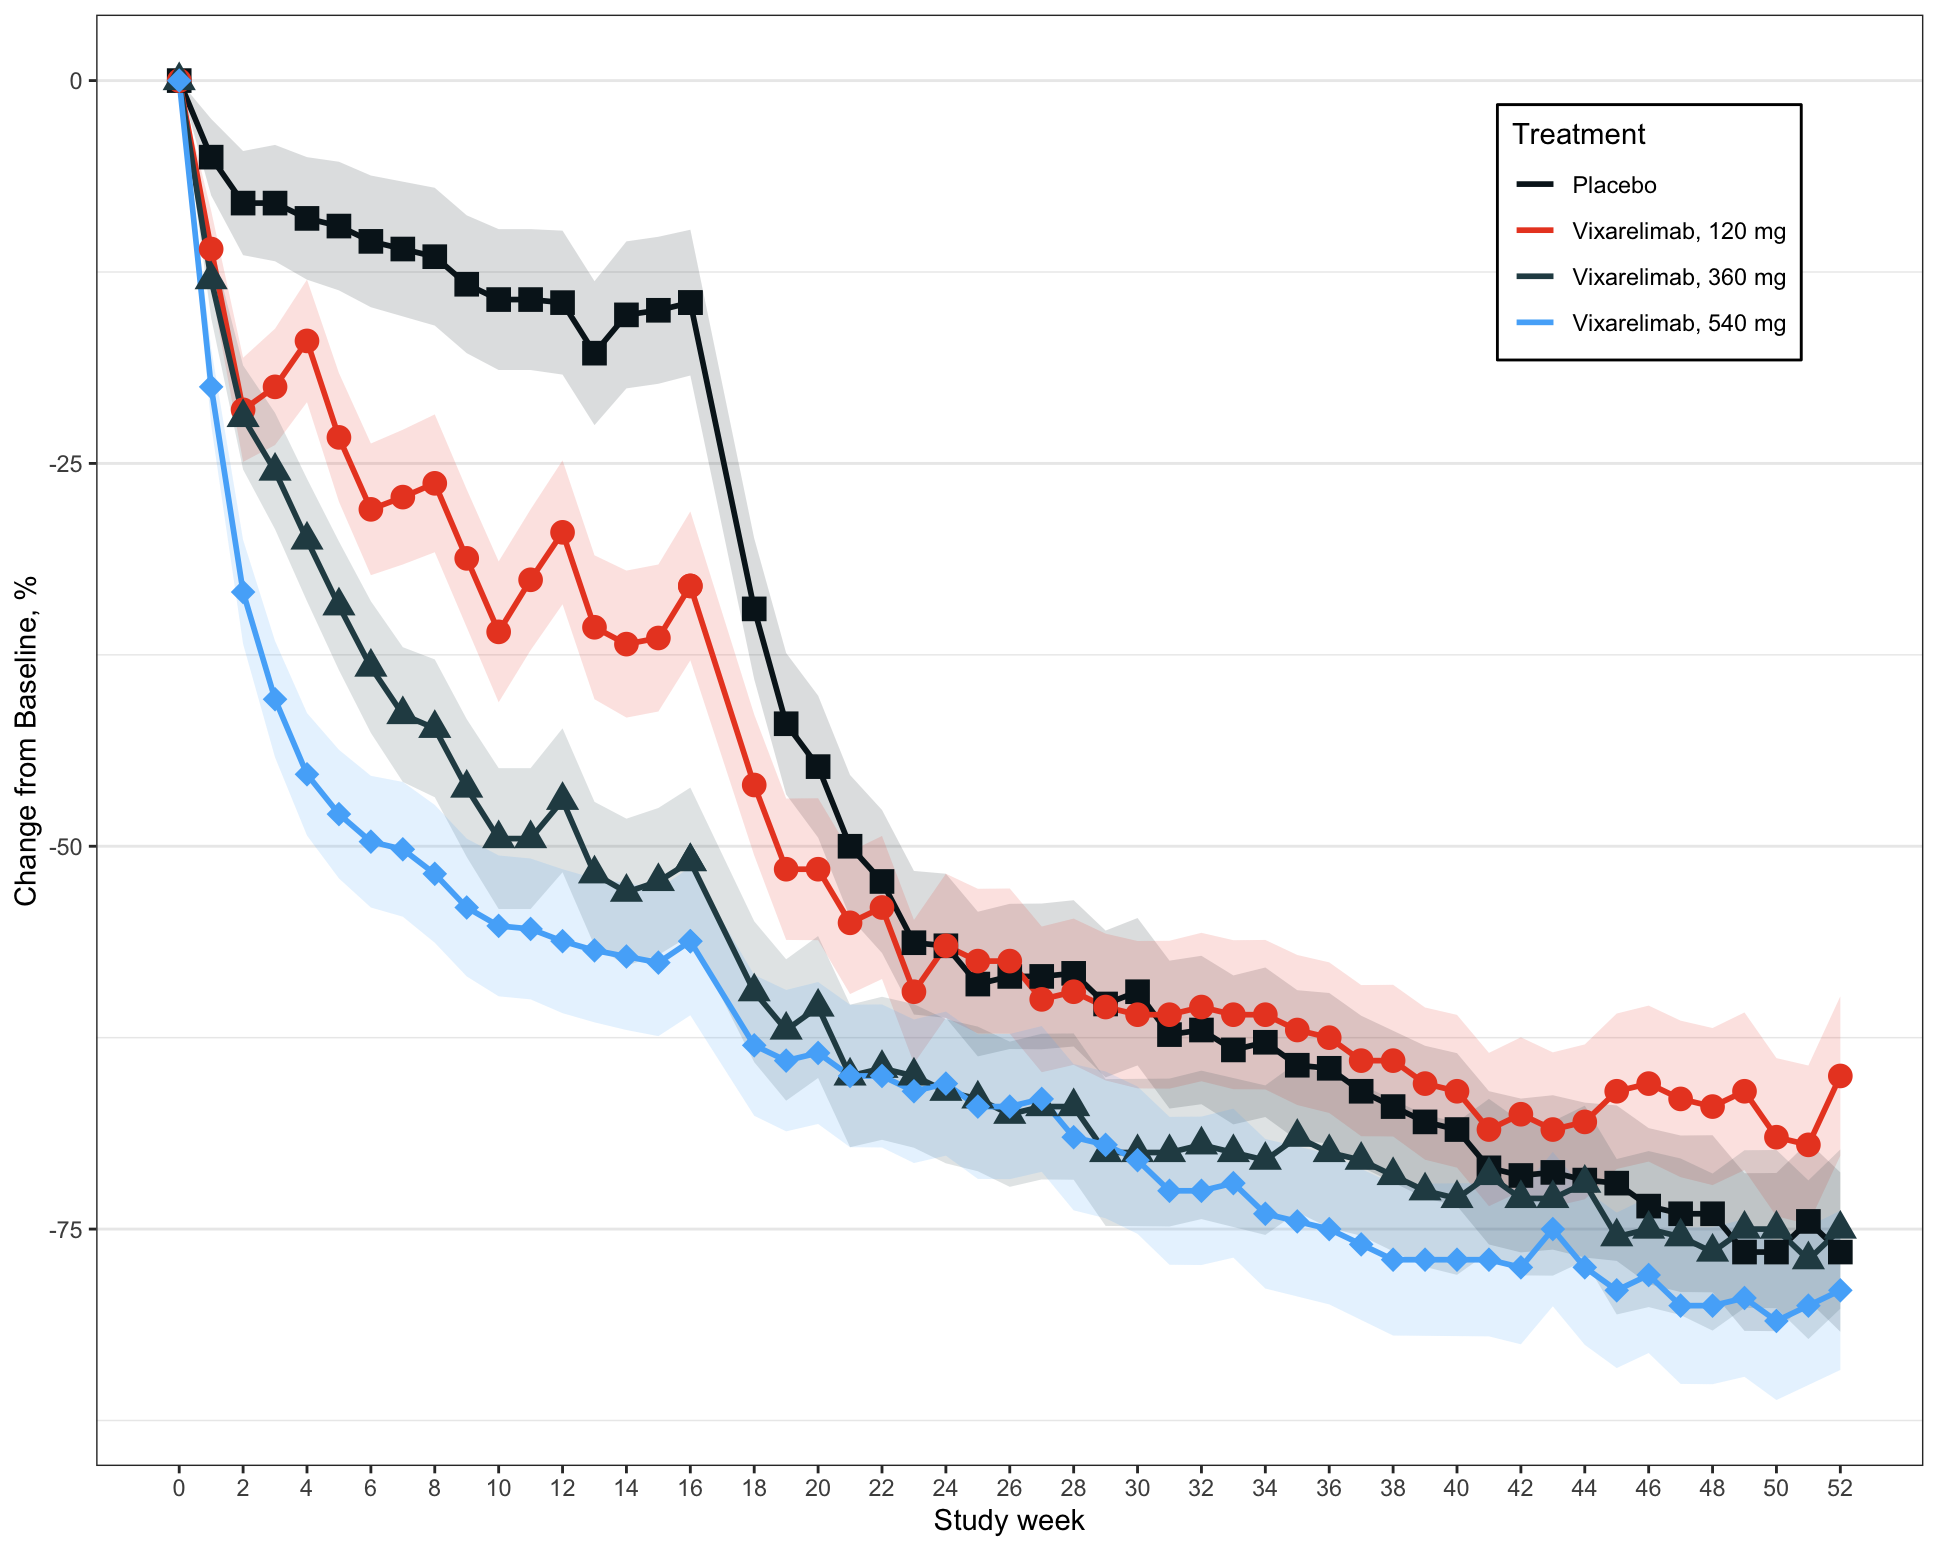 0
-25
-50
-75
Change from Baseline, %
Treatment
Placebo
Vixarelimab, 120 mg
Vixarelimab, 360 mg
Vixarelimab, 540 mg
0 2 4 6 8 10 12 14 16 18 20 22 24 26 28 30 32 34 36 38 40 42 44 46 48 50 52
Study week